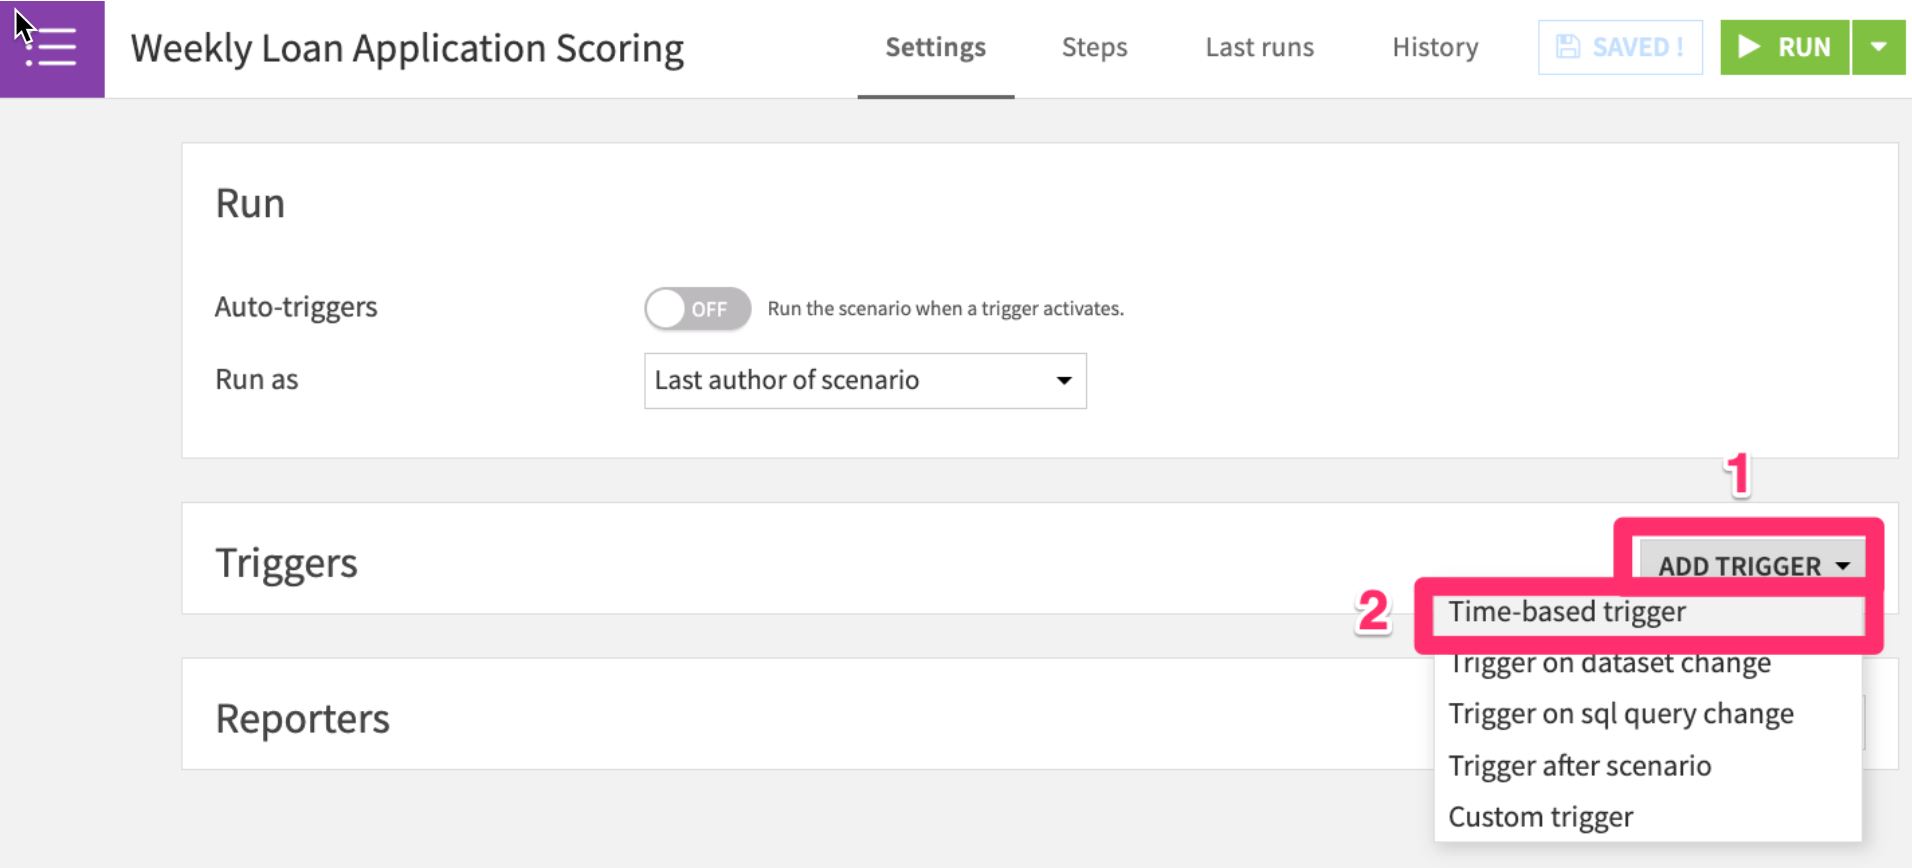 Weekly Loan Application Scoring
Settings
Steps
Last runs
History
SAVED !
RUN
Run
Auto-triggers
OFF
Run the scenario when a trigger activates.
Run as
Last author of scenario
1
Triggers
ADD TRIGGER
2
Time-based trigger
Trigger on dataset change
Reporters
Trigger on sql query change
Trigger after scenario
Custom trigger